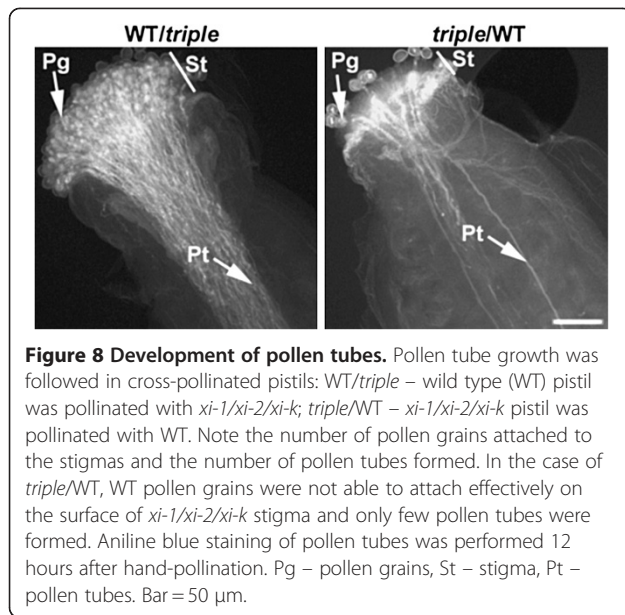 WT/triple triple/WT
Pg St Pg St
Pt Pt
Figure 8 Development of pollen tubes. Pollen tube growth was
followed in cross-pollinated pistils: WT/triple – wild type (WT) pistil
was pollinated with xi-1/xi-2/xi-k; triple/WT – xi-1/xi-2/xi-k pistil was
pollinated with WT. Note the number of pollen grains attached to
the stigmas and the number of pollen tubes formed. In the case of
triple/WT, WT pollen grains were not able to attach effectively on
the surface of xi-1/xi-2/xi-k stigma and only few pollen tubes were
formed. Aniline blue staining of pollen tubes was performed 12
hours after hand-pollination. Pg – pollen grains, St – stigma, Pt –
pollen tubes. Bar = 50 μm.